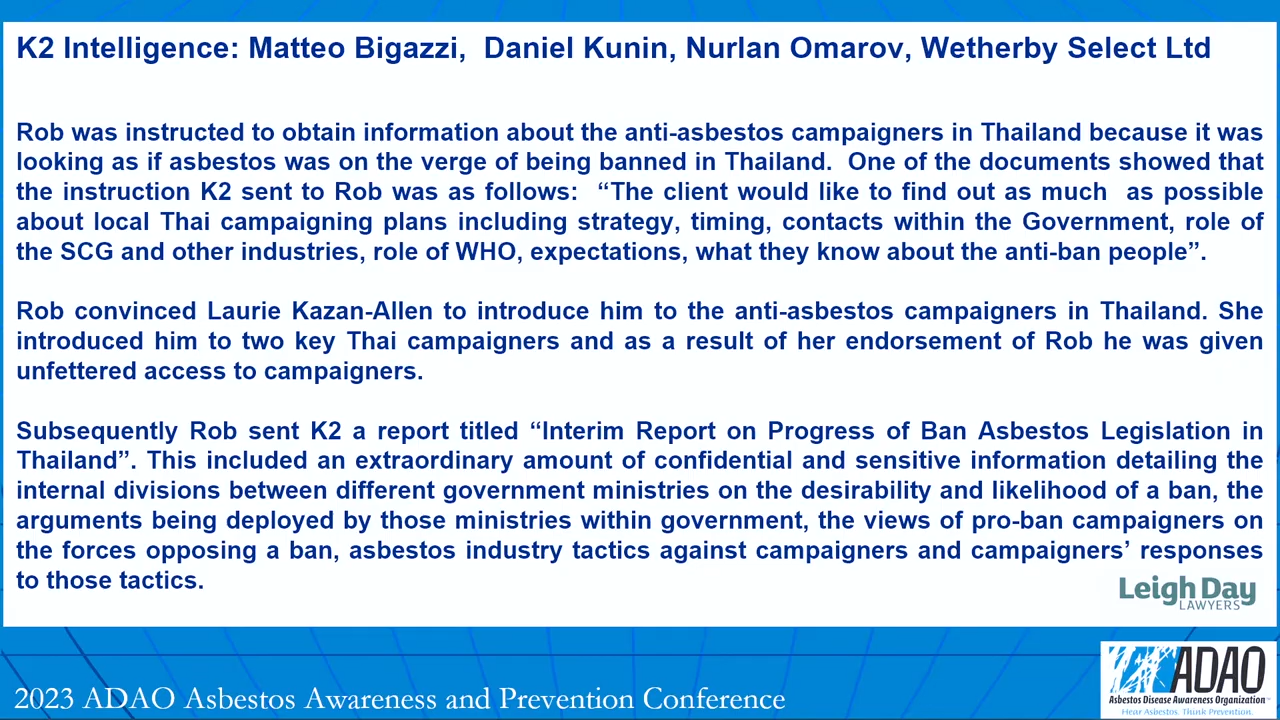 K2 Intelligence: Matteo Bigazzi,  Daniel Kunin, Nurlan Omarov, Wetherby Select Ltd
Rob was instructed to obtain information about the anti-asbestos campaigners in Thailand because it was
looking as if asbestos was on the verge of being banned in Thailand.  One of the documents showed that
the instruction K2 sent to Rob was as follows:  “The client would like to find out as much  as possible
about local Thai campaigning plans including strategy, timing, contacts within the Government, role of
the SCG and other industries, role of WHO, expectations, what they know about the anti-ban people”.
Rob convinced Laurie Kazan-Allen to introduce him to the anti-asbestos campaigners in Thailand. She
introduced him to two key Thai campaigners and as a result of her endorsement of Rob he was given
unfettered access to campaigners.
Subsequently Rob sent K2 a report titled “Interim Report on Progress of Ban Asbestos Legislation in
Thailand”. This included an extraordinary amount of confidential and sensitive information detailing the
internal divisions between different government ministries on the desirability and likelihood of a ban, the
arguments being deployed by those ministries within government, the views of pro-ban campaigners on
the forces opposing a ban, asbestos industry tactics against campaigners and campaigners’ responses
to those tactics.
Leigh Day
LAWYERS
ADAO
Asbestos Disease Awareness Organization
Hear Asbestos. Think Prevention.
2023 ADAO Asbestos Awareness and Prevention Conference